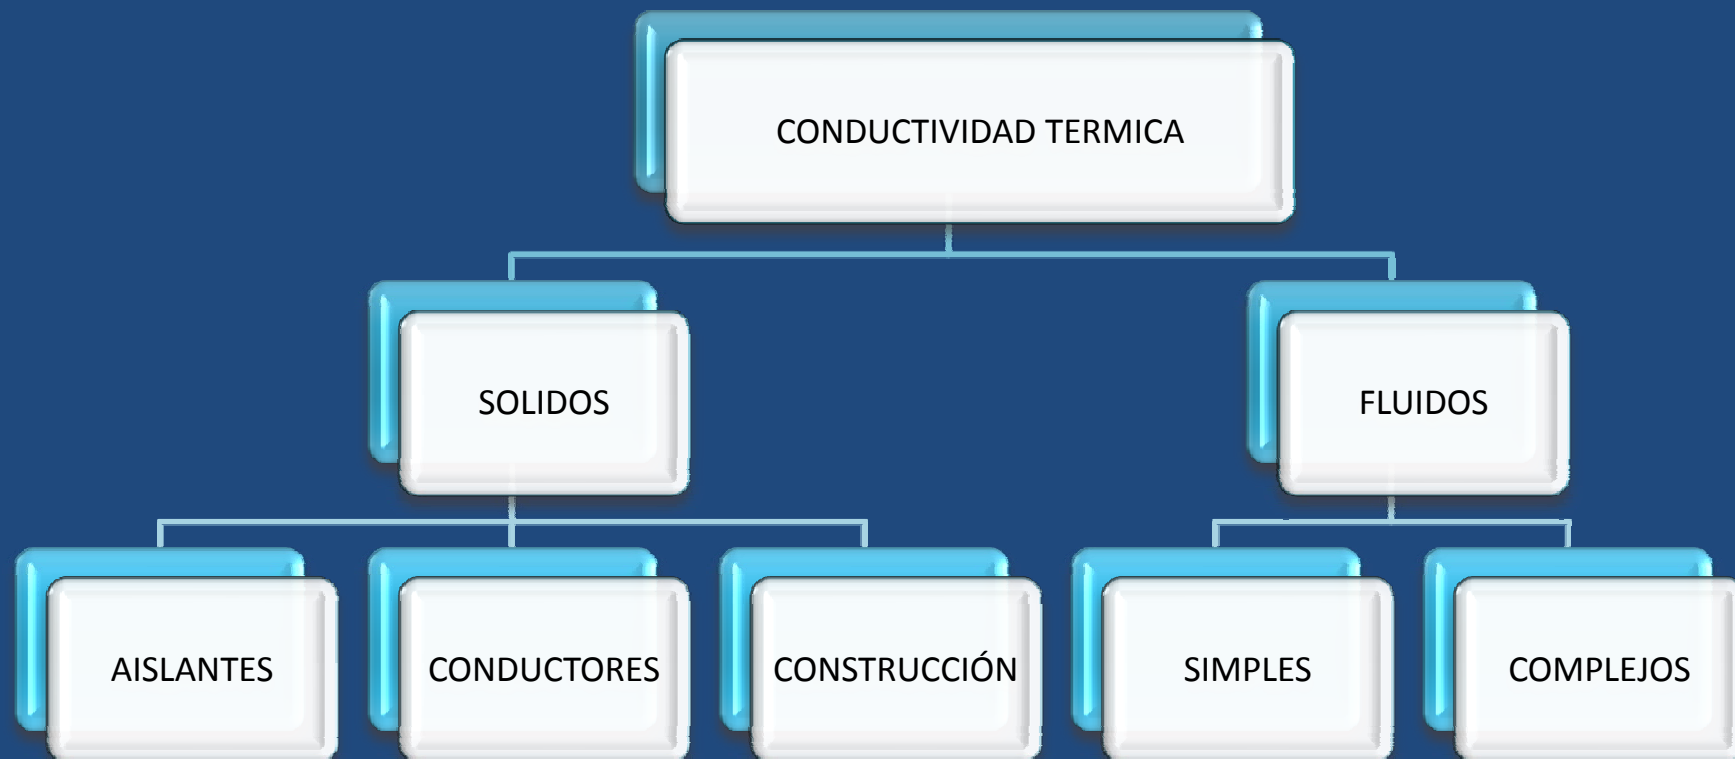 CONDUCTIVIDAD TERMICA
SOLIDOS
FLUIDOS
AISLANTES
CONDUCTORES
CONSTRUCCIÓN
SIMPLES
COMPLEJOS